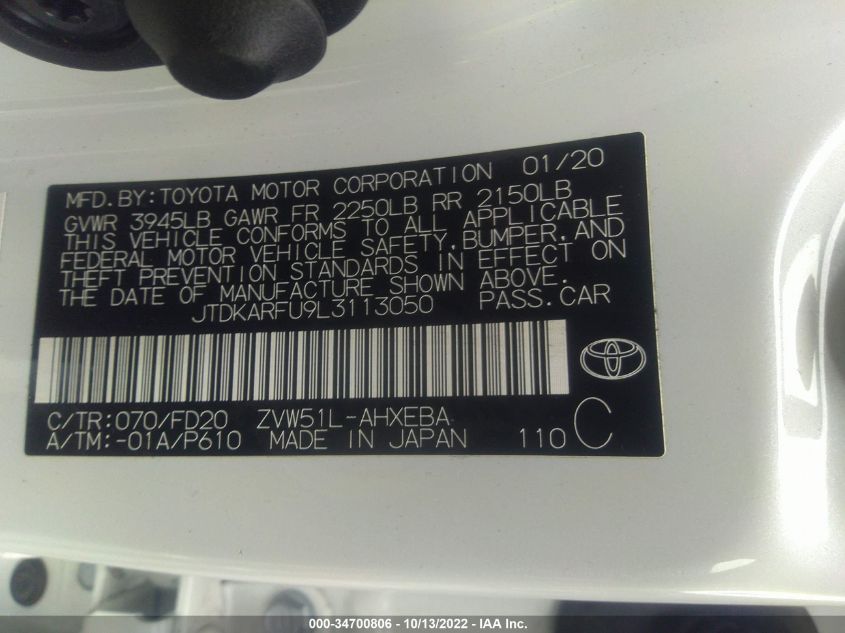 MFD.BY:TOYOTA MOTOR CORPORATION 01/20
GVWR 3945LB GAWR FR 2250LB RR 2150LB
THIS VEHICLE CONFORMS TO ALL APPLICABLE
FEDERAL MOTOR VEHICLE SAFETY,BUMPER,AND
THEFT PREVENTION STANDARDS IN EFFECT ON
THE DATE OF MANUFACTURE SHOWN ABOVE.
JTDKARFU9L3113050 PASS.CAR
C/TR:070/FD20 ZVW51L-AHXEBA
A/TM:-01A/P610 MADE IN JAPAN 110 C
000-34700806 - 10/13/2022 - IAA Inc.